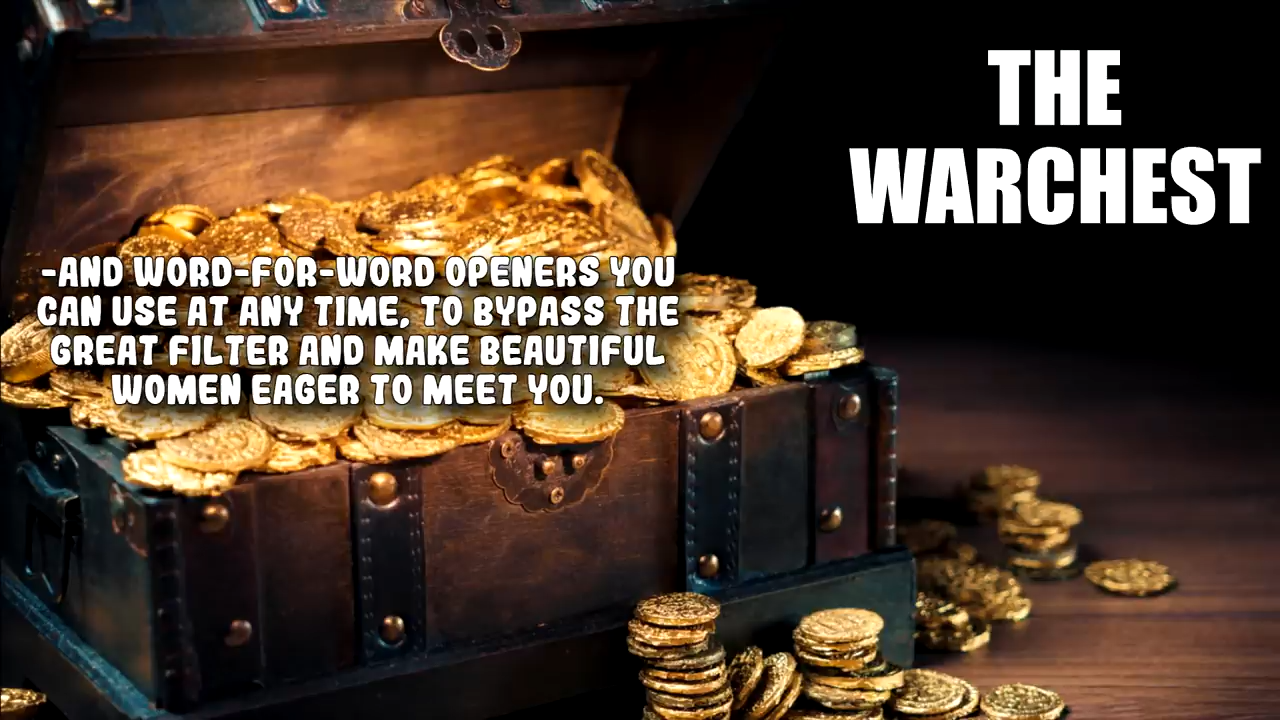 THE
WARCHEST
-AND WORD-FOR-WORD OPENERS YOU
CAN USE AT ANY TIME, TO BYPASS THE
GREAT FILTER AND MAKE BEAUTIFUL
WOMEN EAGER TO MEET YOU.